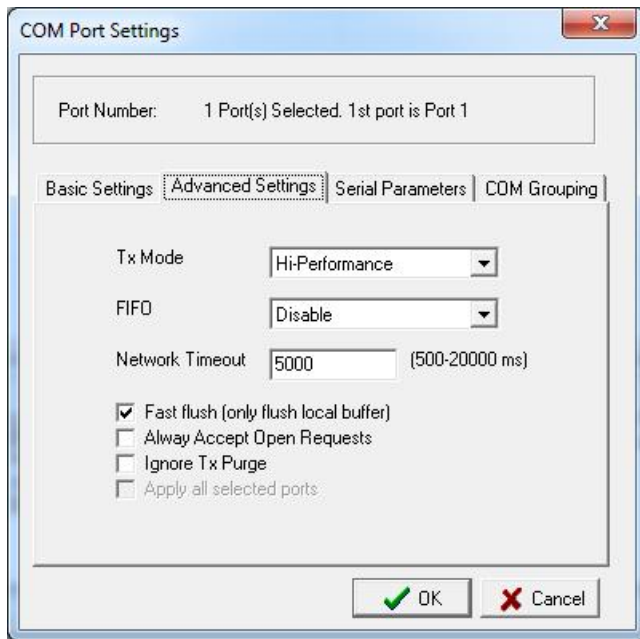 COM Port Settings
Port Number: 1 Port(s) Selected. 1st port is Port 1
Basic Settings Advanced Settings Serial Parameters COM Grouping
Tx Mode Hi-Performance
FIFO Disable
Network Timeout 5000 (500-20000 ms)
Fast flush (only flush local buffer)
Alway Accept Open Requests
Ignore Tx Purge
Apply all selected ports
OK Cancel